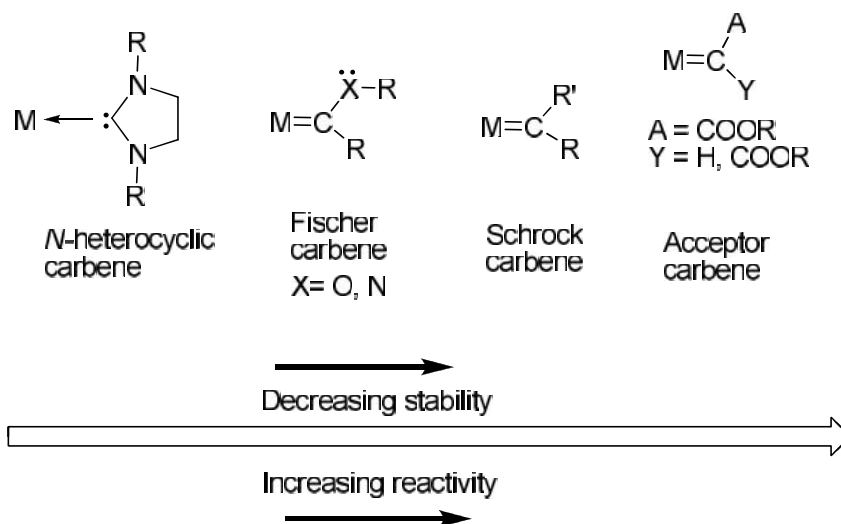 R
N
M
:
N
R
N-heterocyclic
carbene
X-R
M=C
R
Fischer
carbene
X= O, N
R'
M=C
R
Schrock
carbene
A
M=C
Y
A = COOR
Y = H, COOR
Acceptor
carbene
Decreasing stability
Increasing reactivity